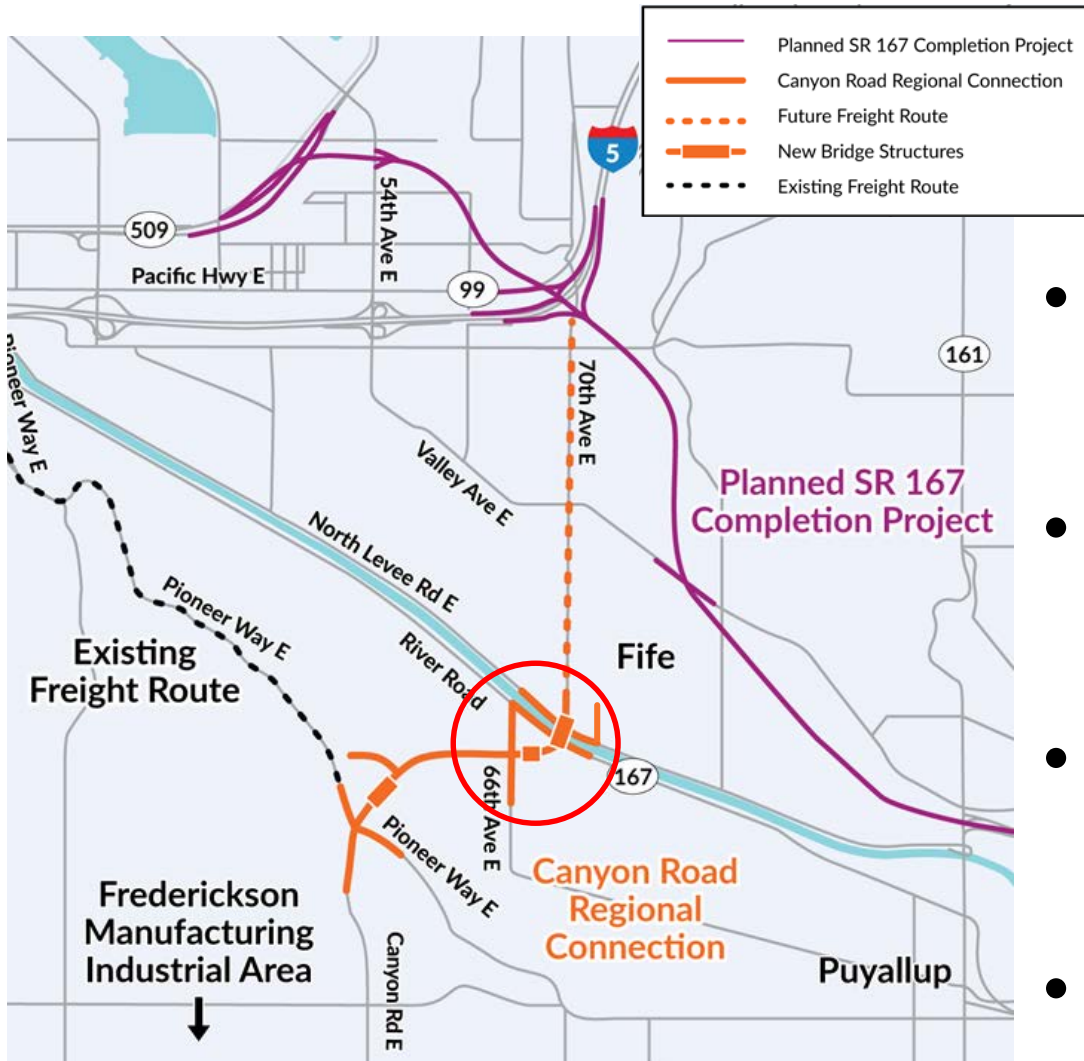 Planned SR 167 Completion Project
Canyon Road Regional Connection
Future Freight Route
New Bridge Structures
Existing Freight Route
5
54th Ave E
509
Pacific Hwy E
99
161
Pioneer Way E
70th Ave E
Valley Ave E
Planned SR 167
Completion Project
North Levee Rd E
Pioneer Way E
River Road
Existing
Freight Route
Fife
167
66th Ave E
Pioneer Way E
Canyon Road
Regional
Connection
Frederickson
Manufacturing
Industrial Area
Canyon Rd E
Puyallup